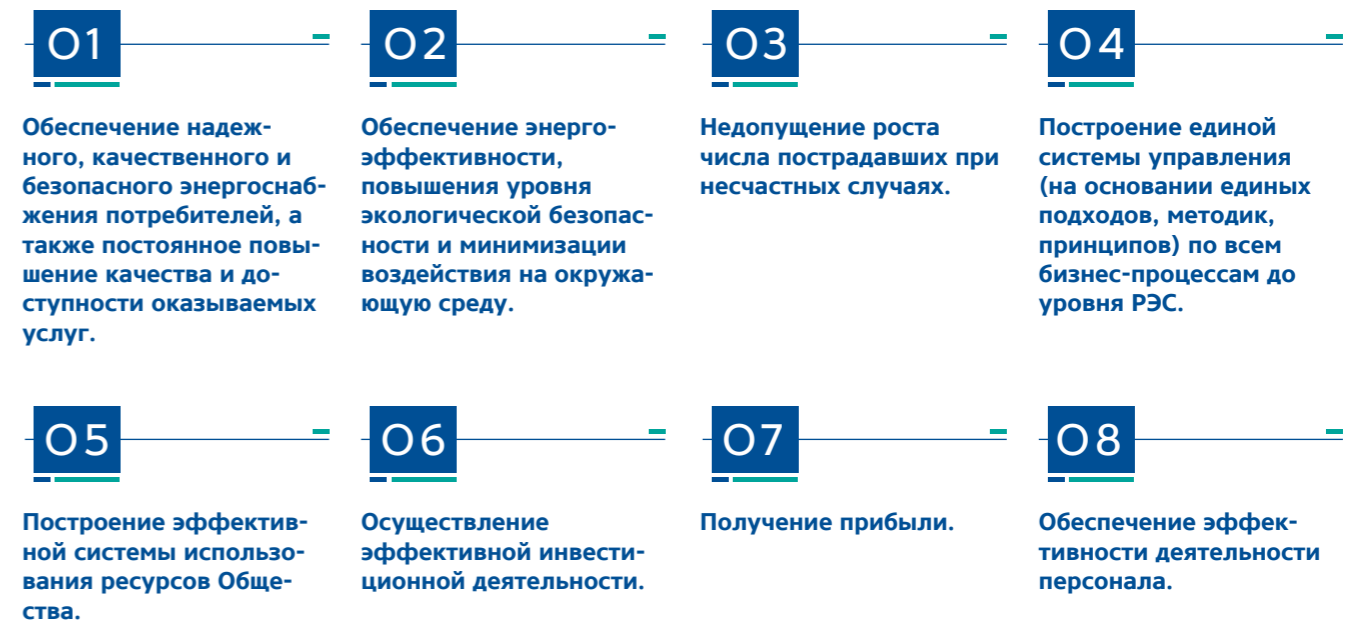 01
Обеспечение надеж-
ного, качественного и
безопасного энергоснаб-
жения потребителей, а
также постоянное повы-
шение качества и до-
ступности оказываемых
услуг.
02
Обеспечение энерго-
эффективности,
повышения уровня
экологической безопас-
ности и минимизации
воздействия на окружа-
ющую среду.
03
Недопущение роста
числа пострадавших при
несчастных случаях.
04
Построение единой
системы управления
(на основании единых
подходов, методик,
принципов) по всем
бизнес-процессам до
уровня РЭС.
05
Построение эффектив-
ной системы использо-
вания ресурсов Обще-
ства.
06
Осуществление
эффективной инвести-
ционной деятельности.
07
Получение прибыли.
08
Обеспечение эффек-
тивности деятельности
персонала.